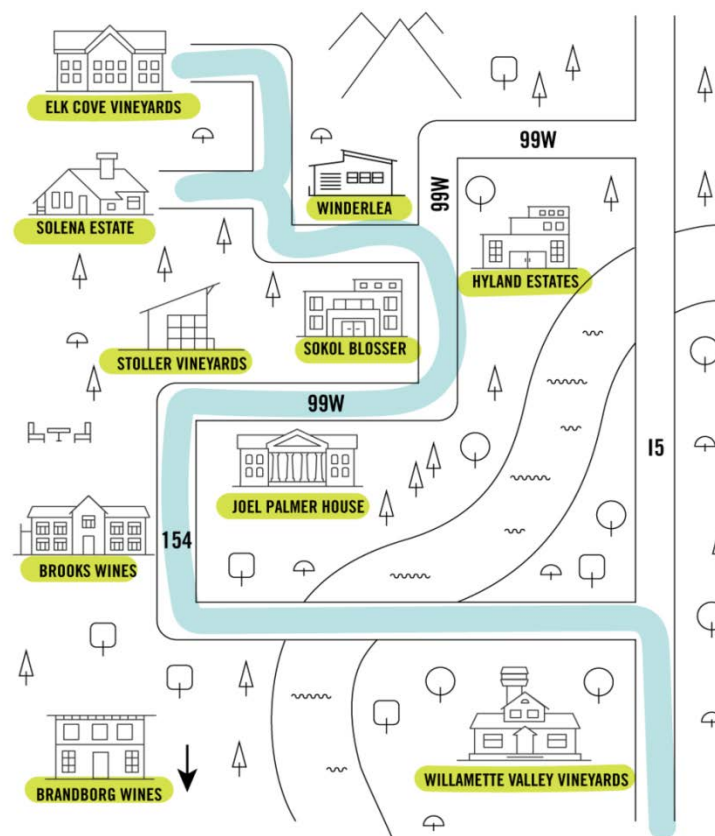 ELK COVE VINEYARDS
99W
99W
SOLENA ESTATE
WINDERLEA
HYLAND ESTATES
STOLLER VINEYARDS
SOKOL BLOSSER
99W
I5
JOEL PALMER HOUSE
154
BROOKS WINES
BRANDBORG WINES
WILLAMETTE VALLEY VINEYARDS